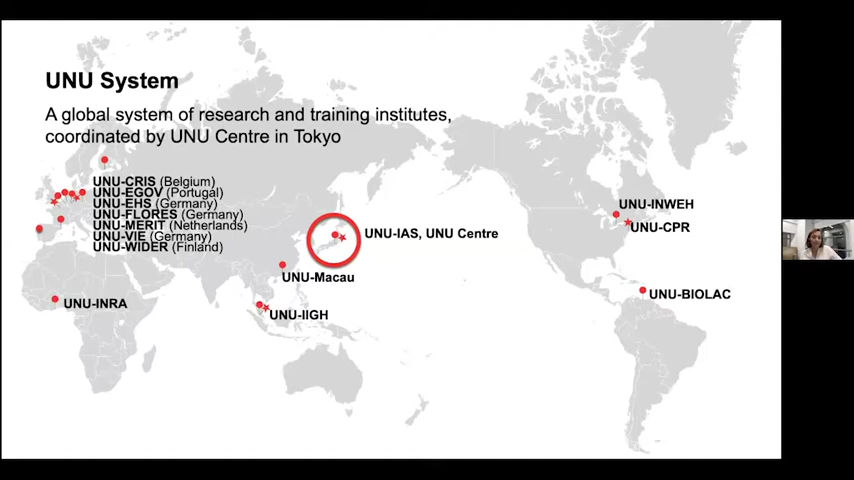 UNU System
A global system of research and training institutes,
coordinated by UNU Centre in Tokyo
UNU-CRIS (Belgium)
UNU-EGOV (Portugal)
UNU-EHS (Germany)
UNU-FLORES (Germany)
UNU-MERIT (Netherlands)
UNU-VIE (Germany)
UNU-WIDER (Finland)
UNU-IAS, UNU Centre
UNU-INWEH
UNU-CPR
UNU-Macau
UNU-BIOLAC
UNU-INRA
UNU-IIGH